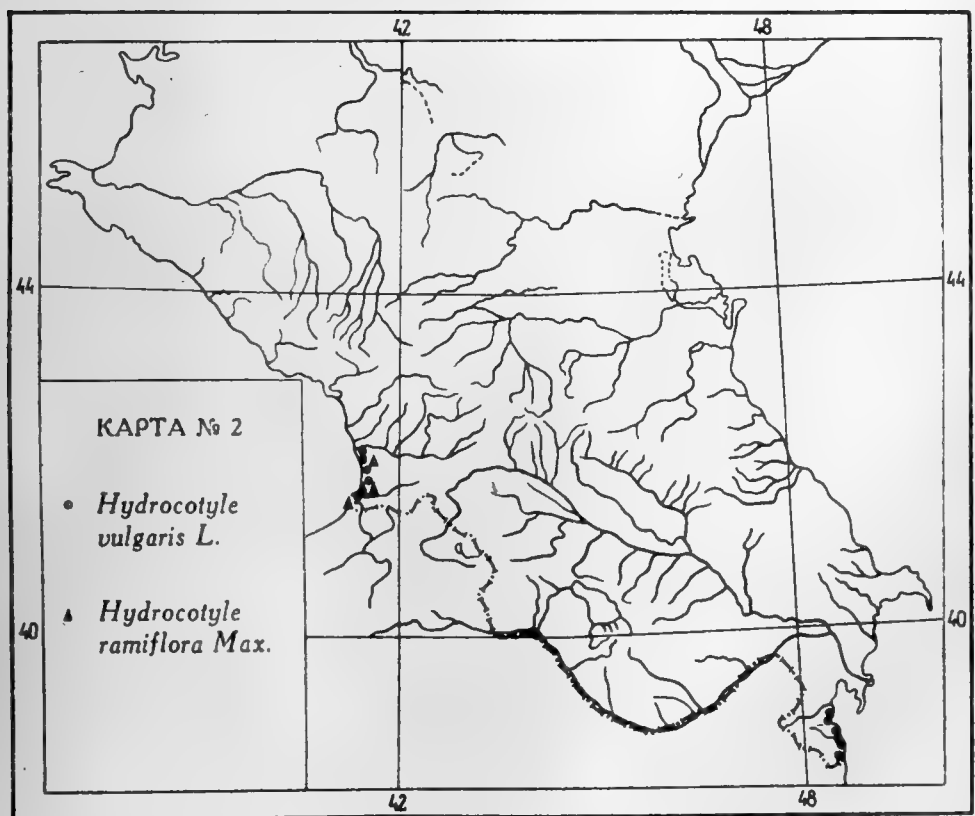 42 48
44 44
КАРТА № 2
Hydrocotyle
vulgaris L.
Hydrocotyle
ramiflora Max.
40 40
42 48